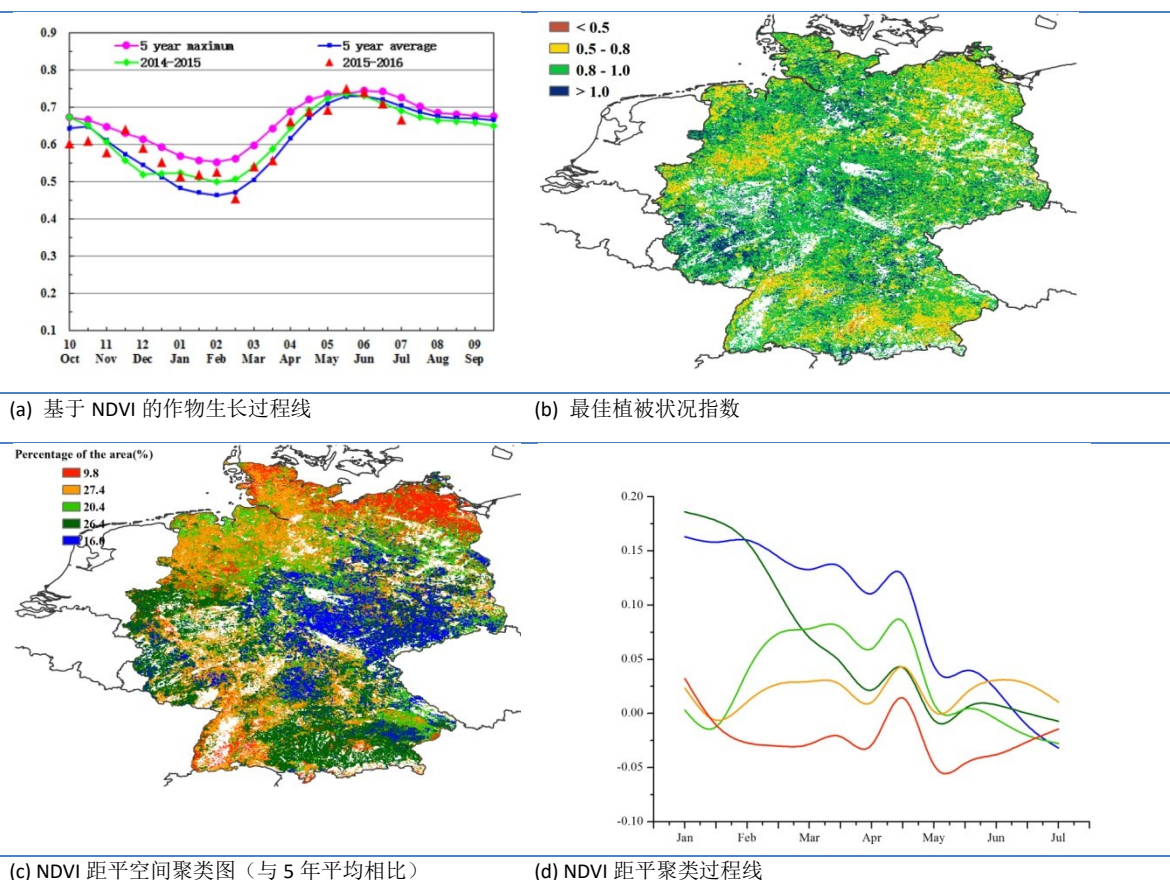 0.9
5 year maximum
5 year average
2014-2015
2015-2016
0.8
0.7
0.6
0.5
0.4
0.3
0.2
0.1
10 11 12 01 02 03 04 05 06 07 08 09
Oct Nov Dec Jan Feb Mar Apr May Jun Jul Aug Sep
< 0.5
0.5 - 0.8
0.8 - 1.0
> 1.0
(a) 基于 NDVI 的作物生长过程线
(b) 最佳植被状况指数
Percentage of the area(%)
9.8
27.4
20.4
26.4
16.0
0.20
0.15
0.10
0.05
0.00
-0.05
-0.10
Jan Feb Mar Apr May Jun Jul
(c) NDVI 距平空间聚类图（与 5 年平均相比）
(d) NDVI 距平聚类过程线